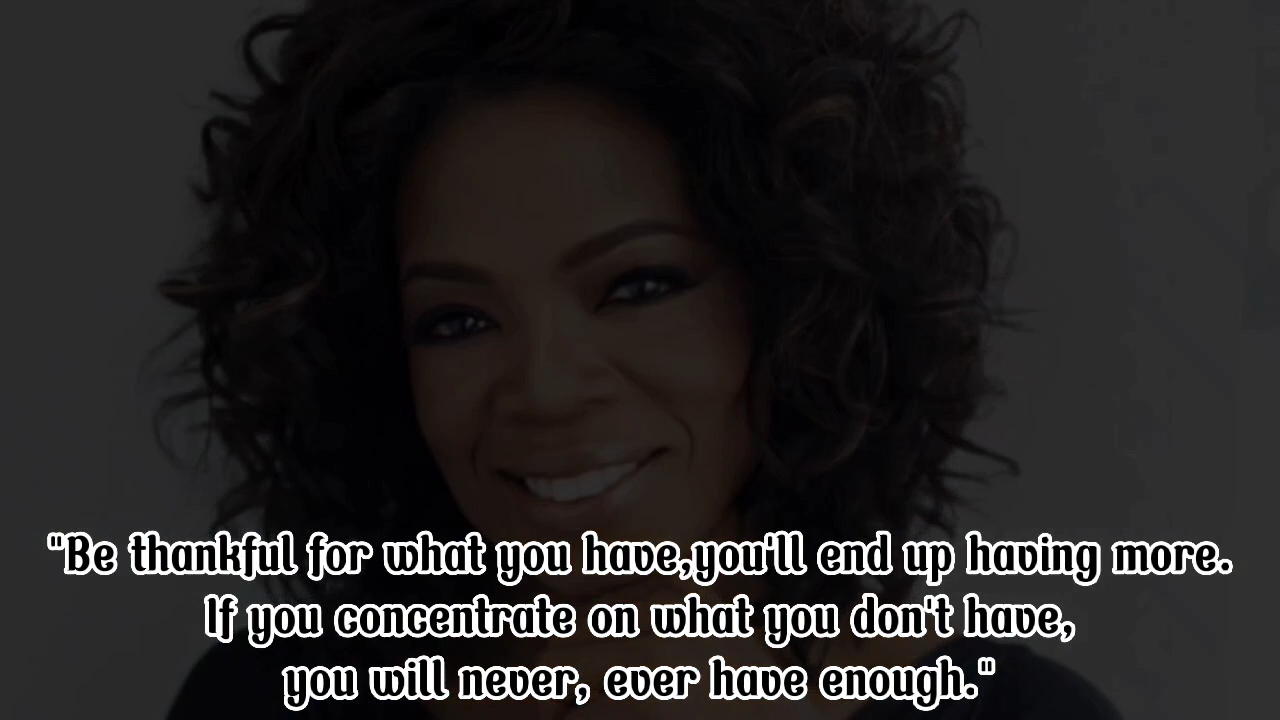 "Be thankful for what you have,you'll end up having more.
If you concentrate on what you don't have,
you will never, ever have enough."